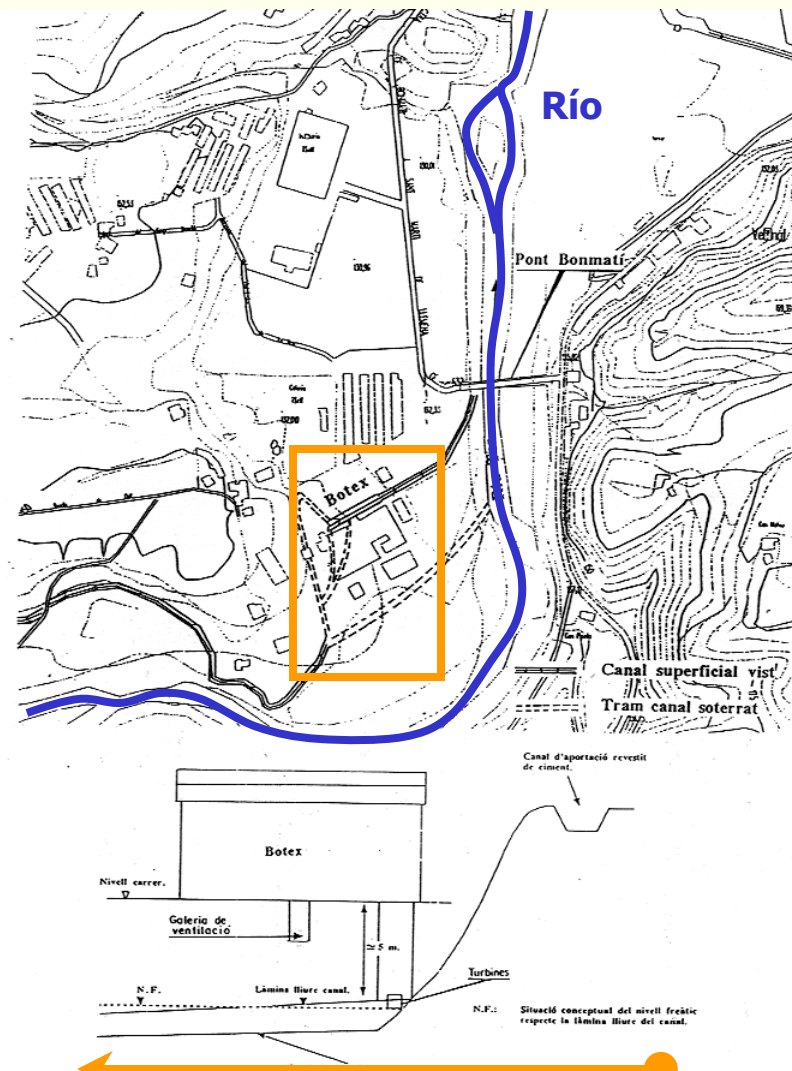 Río
Pont Bonmatí
Botex
Canal superficial vist
Tram canal soterrat
Canal d'aportació revestit
de ciment.
Botex
Nivell carrer.
Galeria de
ventilació
≃ 5 m.
Turbines
N.F.
Làmina lliure canal.
N.F.: Situació conceptual del nivell freàtic
respecte la làmina lliure del canal.